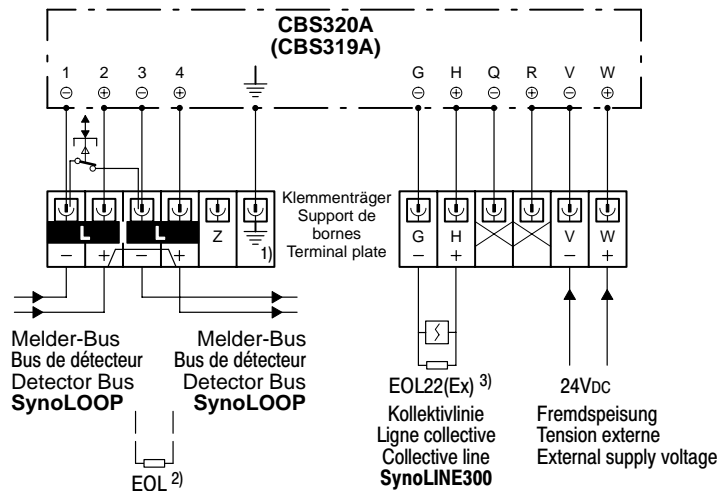 CBS320A
(CBS319A)
1 2 3 4 G H Q R V W
⊖ ⊕ ⊖ ⊕ ⊖ ⊕ ⊖ ⊕ ⊖ ⊕
Klemmenträger
Support de
bornes
Terminal plate
L L Z 1)
− + − +
G H V W
− + − +
Melder-Bus
Bus de détecteur
Detector Bus
SynoLOOP
Melder-Bus
Bus de détecteur
Detector Bus
SynoLOOP
EOL 2)
EOL22(Ex) 3)
Kollektivlinie
Ligne collective
Collective line
SynoLINE300
24VDC
Fremdspeisung
Tension externe
External supply voltage